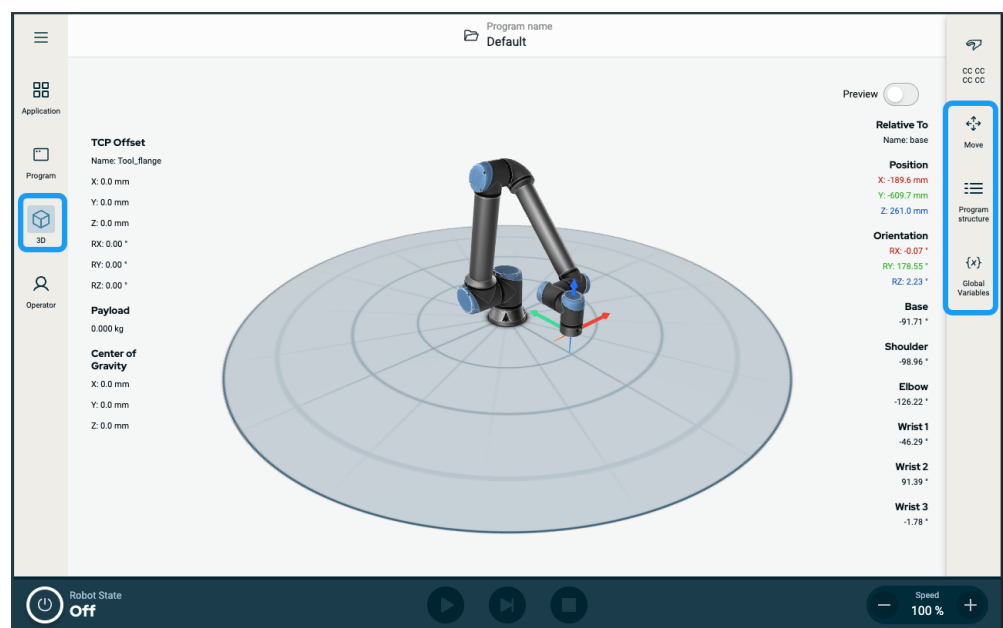 Program name
Default
Application
Program
3D
Operator
TCP Offset
Name: Tool_flange
X: 0.0 mm
Y: 0.0 mm
Z: 0.0 mm
RX: 0.00 °
RY: 0.00 °
RZ: 0.00 °
Payload
0.000 kg
Center of
Gravity
X: 0.0 mm
Y: 0.0 mm
Z: 0.0 mm
Preview
Relative To
Name: base
Position
X: -189.6 mm
Y: -609.7 mm
Z: 261.0 mm
Orientation
RX: -0.07 °
RY: 178.55 °
RZ: 2.23 °
Base
-91.71 °
Shoulder
-98.96 °
Elbow
-126.22 °
Wrist 1
-46.29 °
Wrist 2
91.39 °
Wrist 3
-1.78 °
CC CC
CC CC
Move
Program
structure
{x}
Global
Variables
Robot State
Off
Speed
100 %